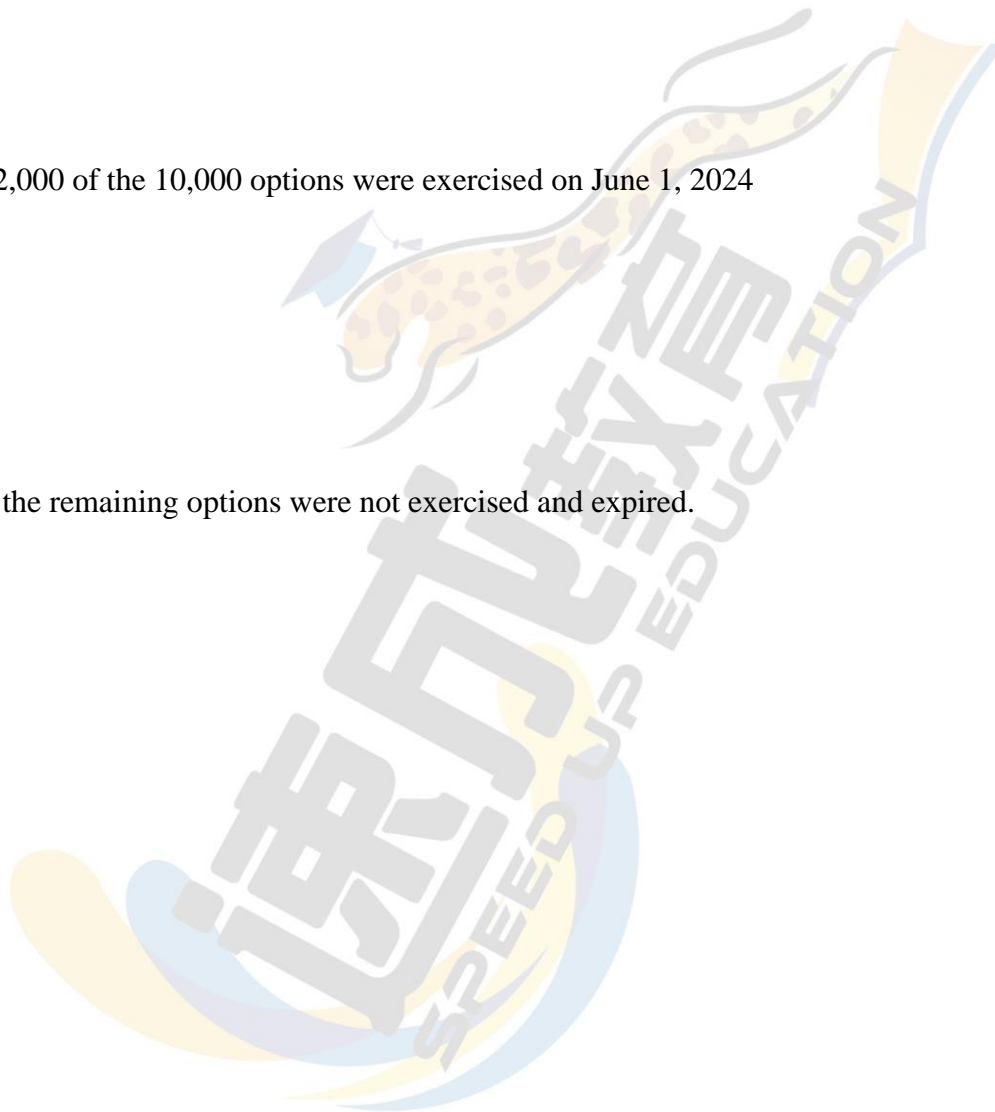 2,000 of the 10,000 options were exercised on June 1, 2024
the remaining options were not exercised and expired.
速成教育
SPEED UP EDUCATION